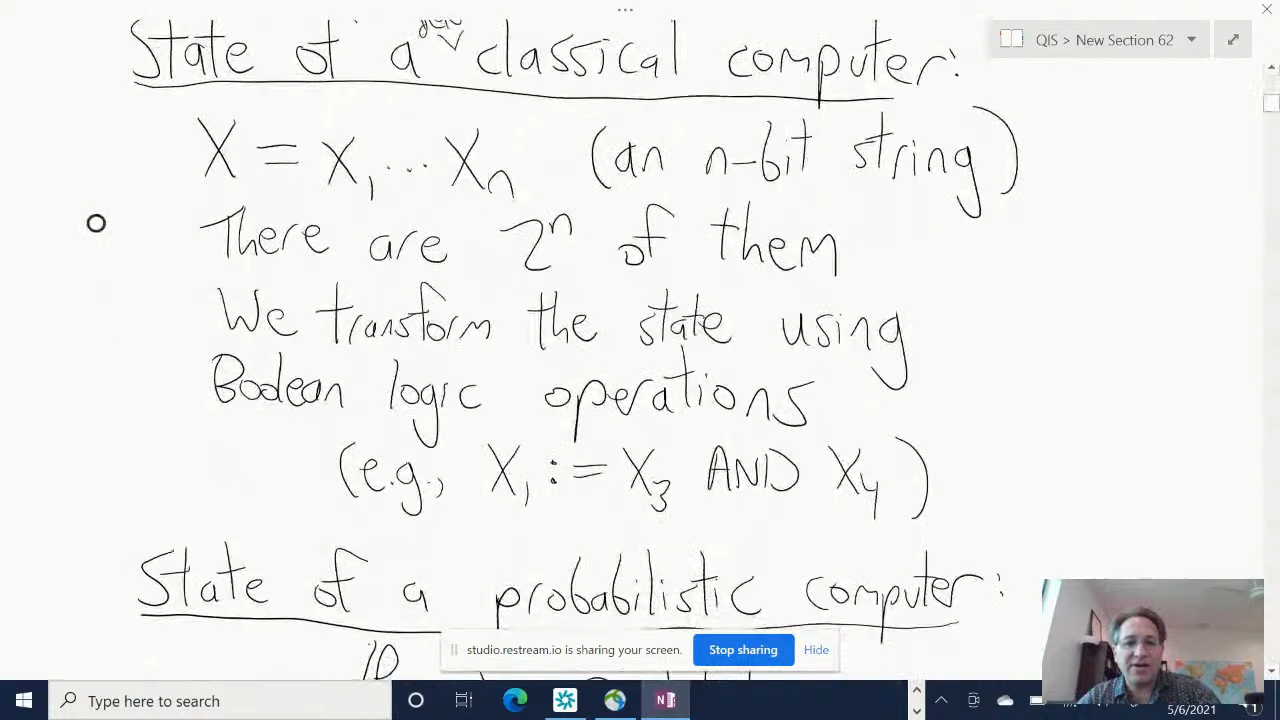 State of a classical computer:
QIS > New Section 62
X = X₁ ... Xₙ (an n-bit string)
There are 2ⁿ of them
We transform the state using
Boolean logic operations
(e.g., X₁ := X₃ AND X₄)
State of a probabilistic computer:
studio.restream.io is sharing your screen.
Stop sharing
Hide
Type here to search
5/6/2021